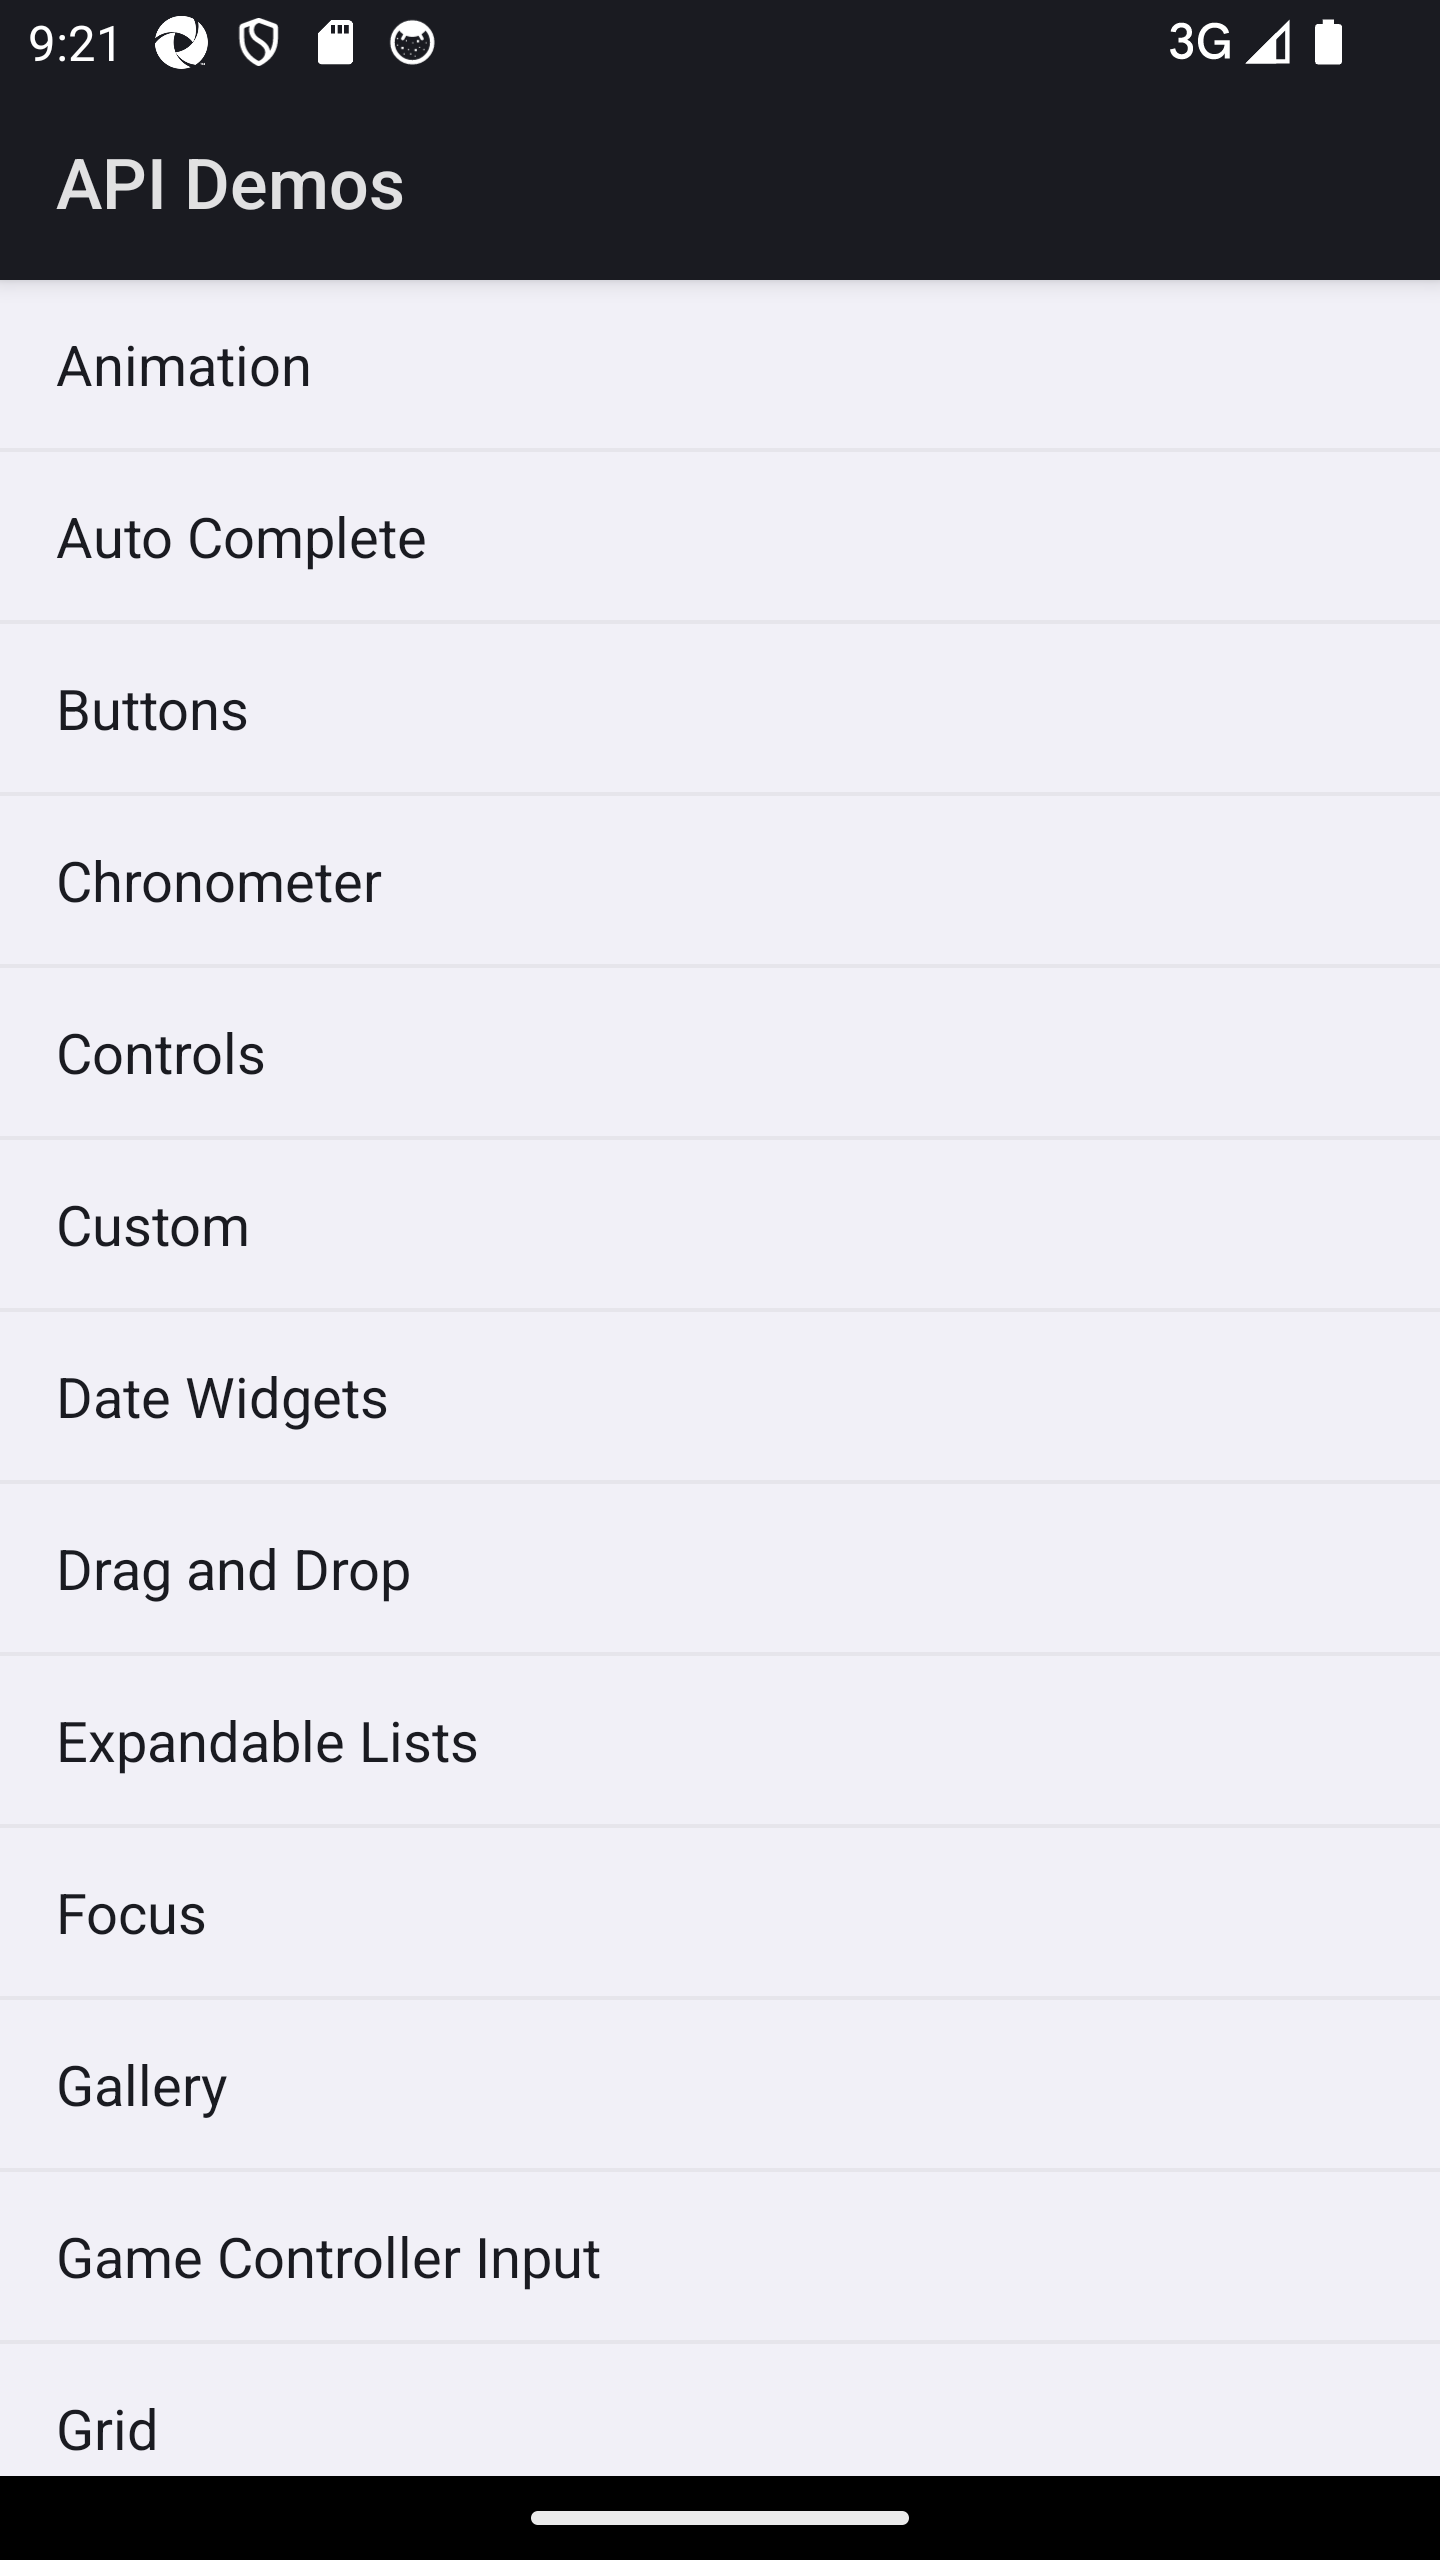 9:21 3G
API Demos
Animation
Auto Complete
Buttons
Chronometer
Controls
Custom
Date Widgets
Drag and Drop
Expandable Lists
Focus
Gallery
Game Controller Input
Grid